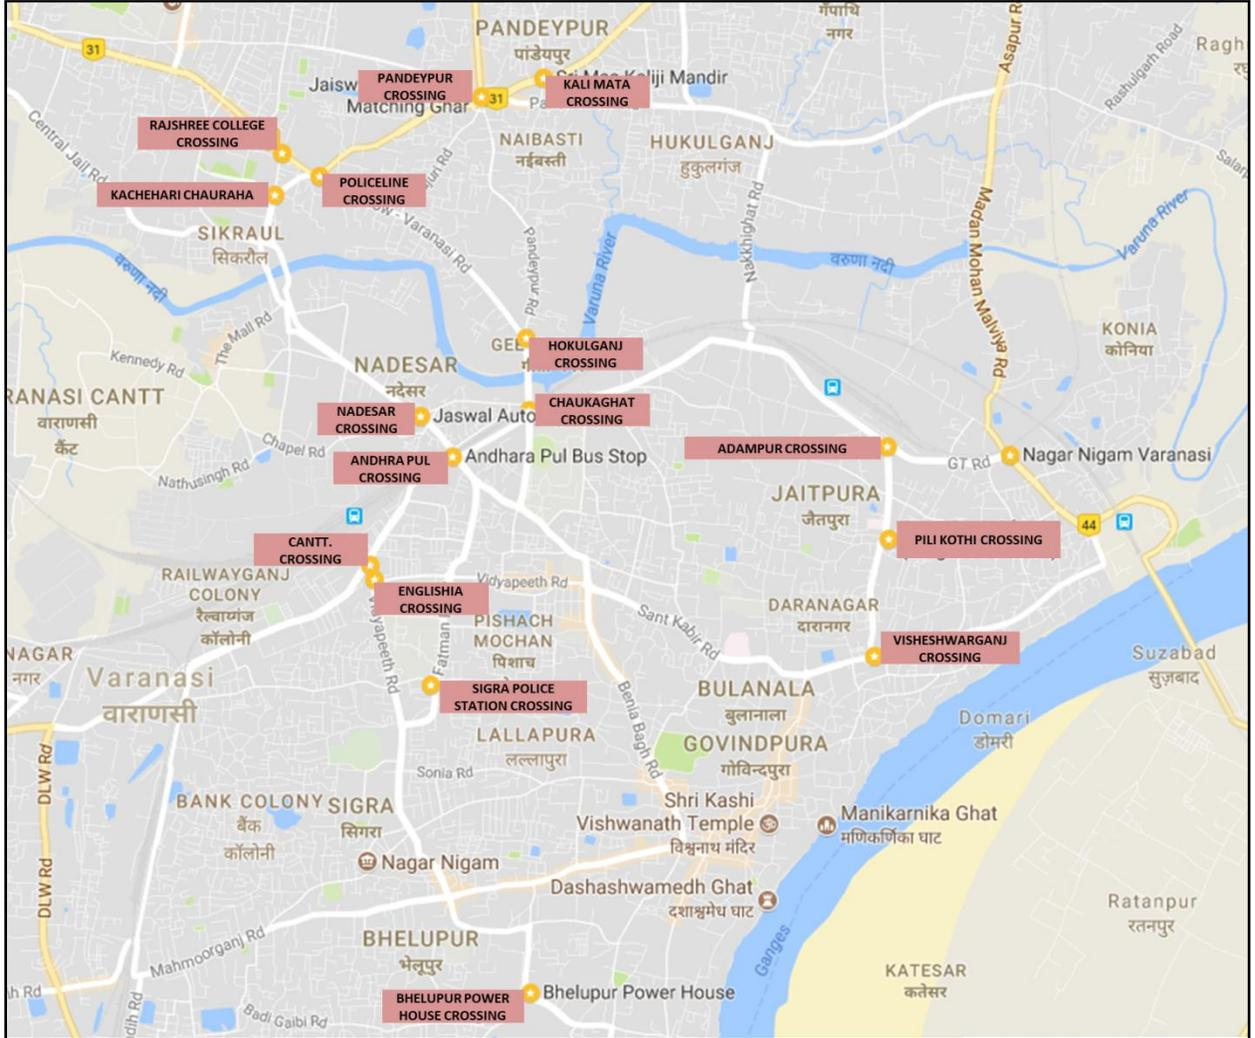 PANDEYPUR
पांडेयपुर
गंपाथि
नगर
Asapur R
Rashulgarh Road
Ragh
31
Jaisw
PANDEYPUR
CROSSING
Matching Ghar
31
Sri Maa Kaliji Mandir
KALI MATA
CROSSING
Pa
Central Jail Rd
RAJSHREE COLLEGE
CROSSING
NAIBASTI
नईबस्ती
HUKULGANJ
हुकुलगंज
KACHEHARI CHAURAHA
POLICELINE
CROSSING
SIKRAUL
सिकरौल
ow - Varanasi Rd
Pandeypur Rd
Varuna River
Nakkhighat Rd
Madan Mohan Malviya Rd
Varuna River
वरुणा नदी
वरुणा नदी
The Mall Rd
Kennedy Rd
KONIA
कोनिया
GEE
HOKULGANJ
CROSSING
NADESAR
नदेसर
RANASI CANTT
वाराणसी
कैंट
NADESAR
CROSSING
Jaswal Auto
CHAUKAGHAT
CROSSING
Chapel Rd
Nathusingh Rd
ANDHRA PUL
CROSSING
Andhara Pul Bus Stop
ADAMPUR CROSSING
GT Rd
Nagar Nigam Varanasi
JAITPURA
जैतपुरा
44
CANTT.
CROSSING
PILI KOTHI CROSSING
RAILWAYGANJ
COLONY
रैल्वाय्गंज
कॉलोनी
ENGLISHIA
CROSSING
Vidyapeeth Rd
Vidyapeeth Rd
Fatman
PISHACH
MOCHAN
पिशाच
Sant Kabir Rd
DARANAGAR
दारानगर
VISHESHWARGANJ
CROSSING
NAGAR
नगर
Varanasi
वाराणसी
SIGRA POLICE
STATION CROSSING
BULANALA
बुलानाला
Suzabad
सुज़बाद
Benia Bagh Rd
LALLAPURA
लल्लापुरा
GOVINDPURA
गोविन्दपुरा
Domari
डोमरी
DLW Rd
Sonia Rd
BANK COLONY
बैंक
कॉलोनी
SIGRA
सिगरा
Shri Kashi
Vishwanath Temple
विश्वनाथ मंदिर
Manikarnika Ghat
मणिकर्णिका घाट
Nagar Nigam
DLW Rd
Dashashwamedh Ghat
दशाश्वमेध घाट
Ratanpur
रतनपुर
Mahmoorganj Rd
BHELUPUR
भेलूपुर
Ganges
KATESAR
कतेसर
BHELUPUR POWER
HOUSE CROSSING
Bhelupur Power House
Badi Gaibi Rd